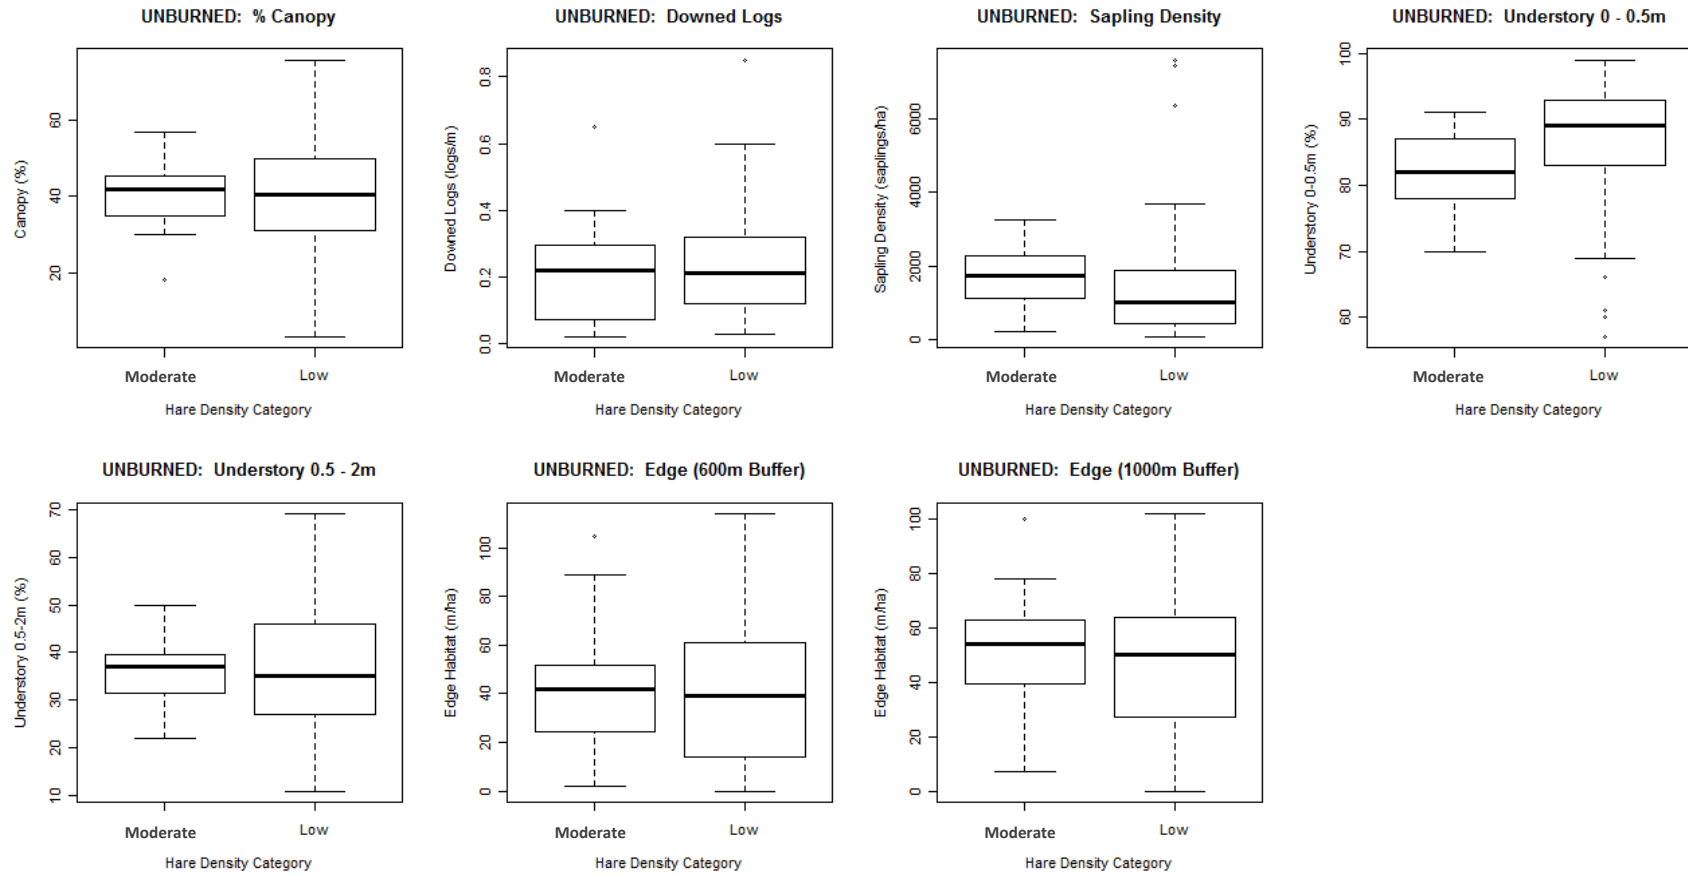 UNBURNED: % Canopy
Canopy (%)
60
40
20
Moderate
Low
Hare Density Category
UNBURNED: Downed Logs
Downed Logs (logs/m)
0.8
0.6
0.4
0.2
0.0
Moderate
Low
Hare Density Category
UNBURNED: Sapling Density
Sapling Density (saplings/ha)
6000
4000
2000
0
Moderate
Low
Hare Density Category
UNBURNED: Understory 0 - 0.5m
Understory 0-0.5m (%)
100
90
80
70
60
Moderate
Low
Hare Density Category
UNBURNED: Understory 0.5 - 2m
Understory 0.5-2m (%)
70
60
50
40
30
20
10
Moderate
Low
Hare Density Category
UNBURNED: Edge (600m Buffer)
Edge Habitat (m/ha)
100
80
60
40
20
0
Moderate
Low
Hare Density Category
UNBURNED: Edge (1000m Buffer)
Edge Habitat (m/ha)
100
80
60
40
20
0
Moderate
Low
Hare Density Category